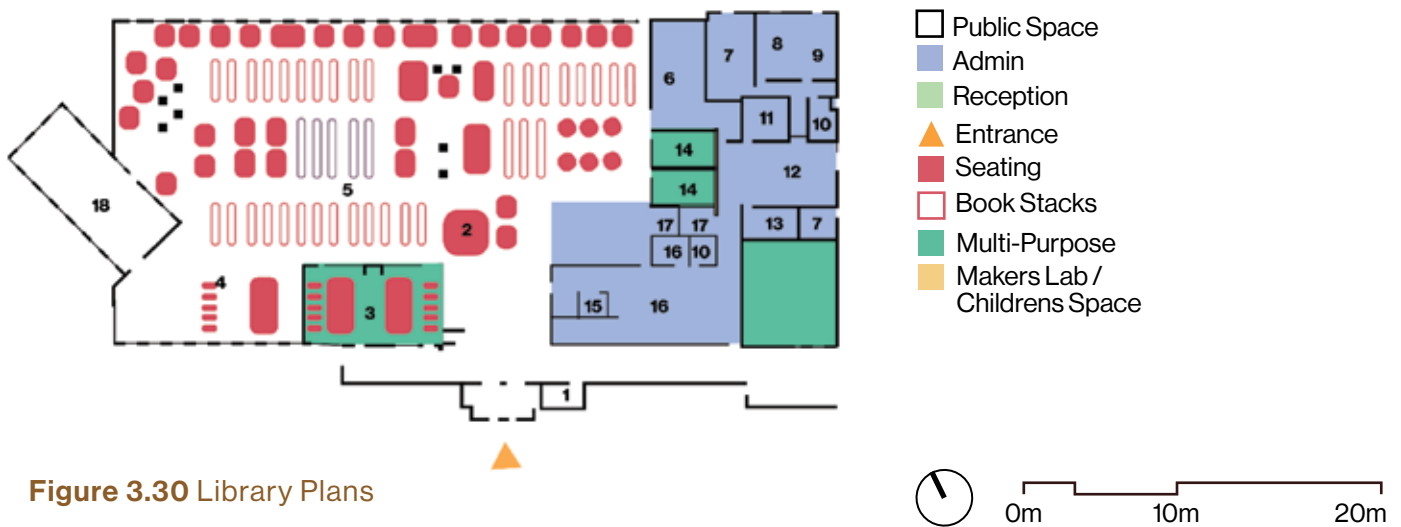 7
8
9
6
11
10
14
12
14
5
18
2
17
17
13
7
16
10
4
3
15
16
1
Public Space
Admin
Reception
Entrance
Seating
Book Stacks
Multi-Purpose
Makers Lab /
Childrens Space
Figure 3.30 Library Plans
0m 10m 20m